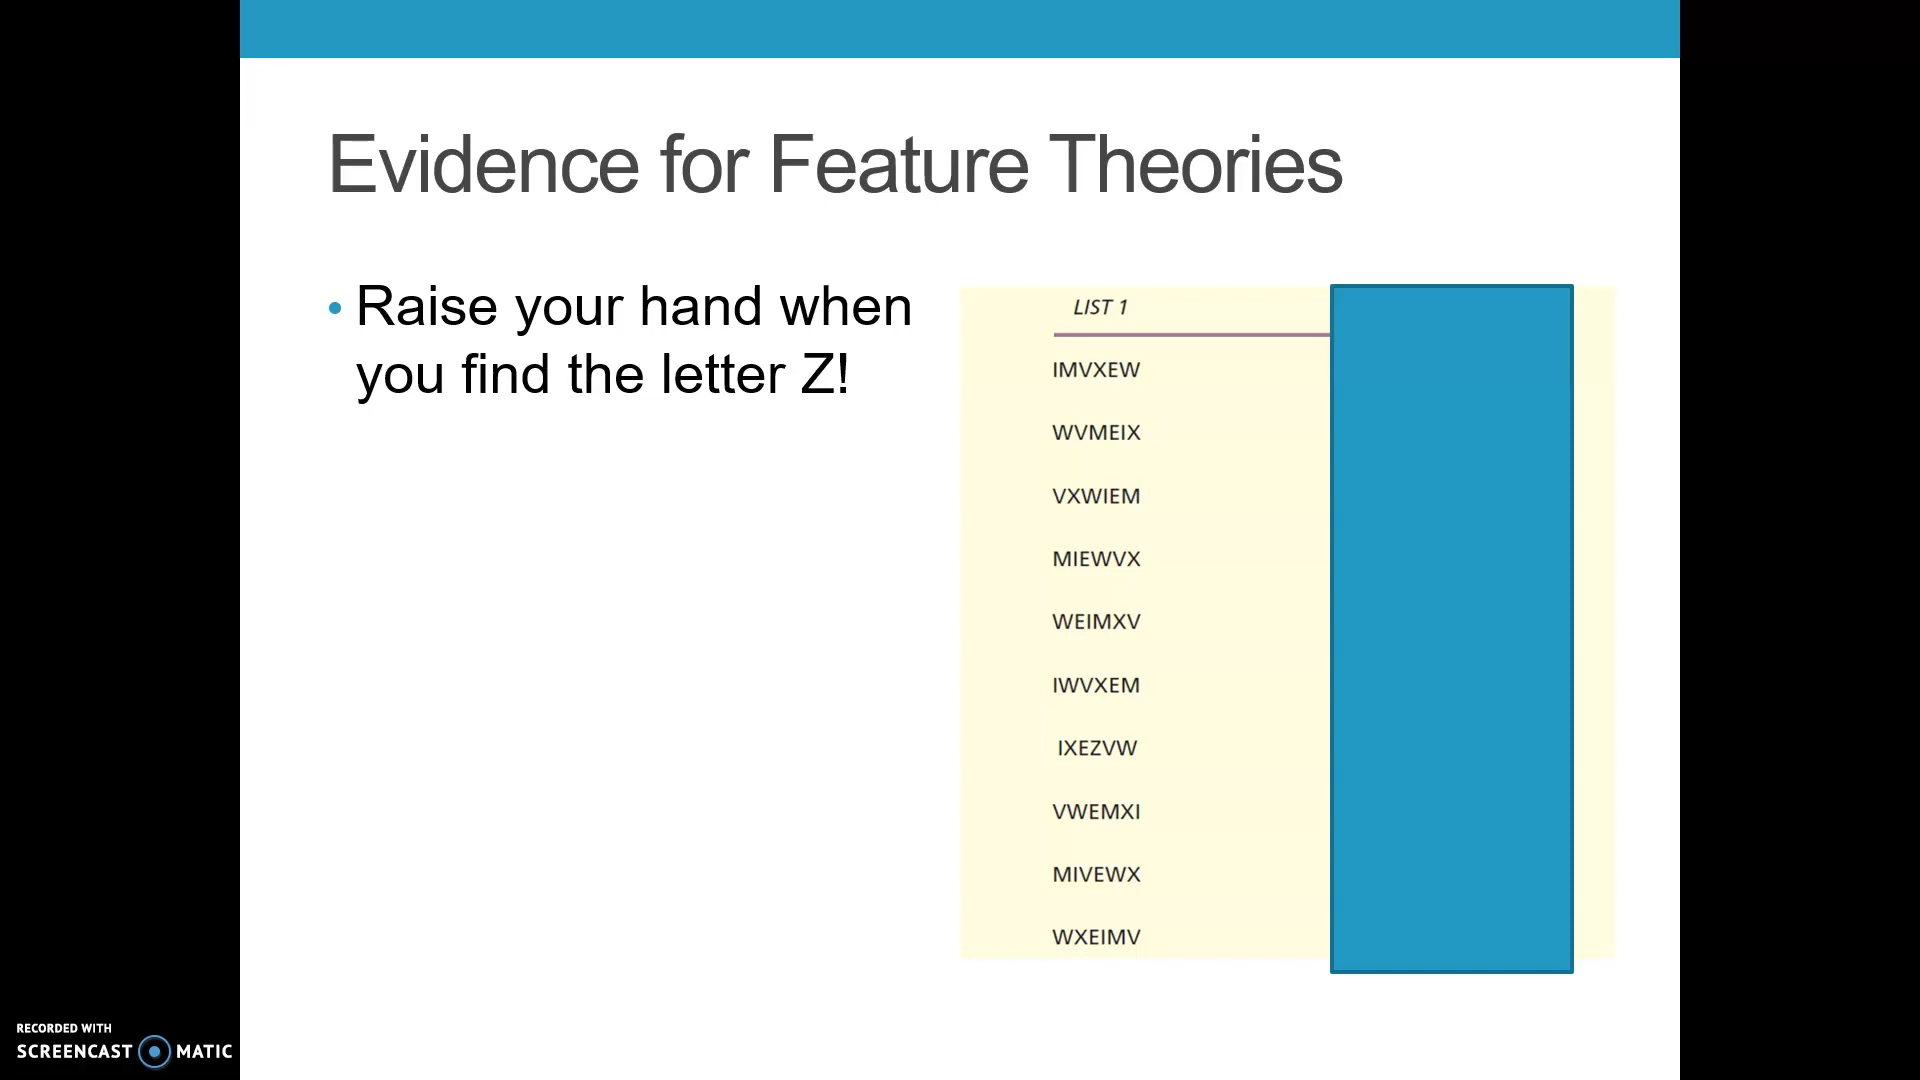 Evidence for Feature Theories
• Raise your hand when
you find the letter Z!
LIST 1
IMVXEW
WVMEIX
VXWIEM
MIEWVX
WEIMXV
IWVXEM
IXEZVW
VWEMXI
MIVEWX
WXEIMV
RECORDED WITH
SCREENCAST MATIC